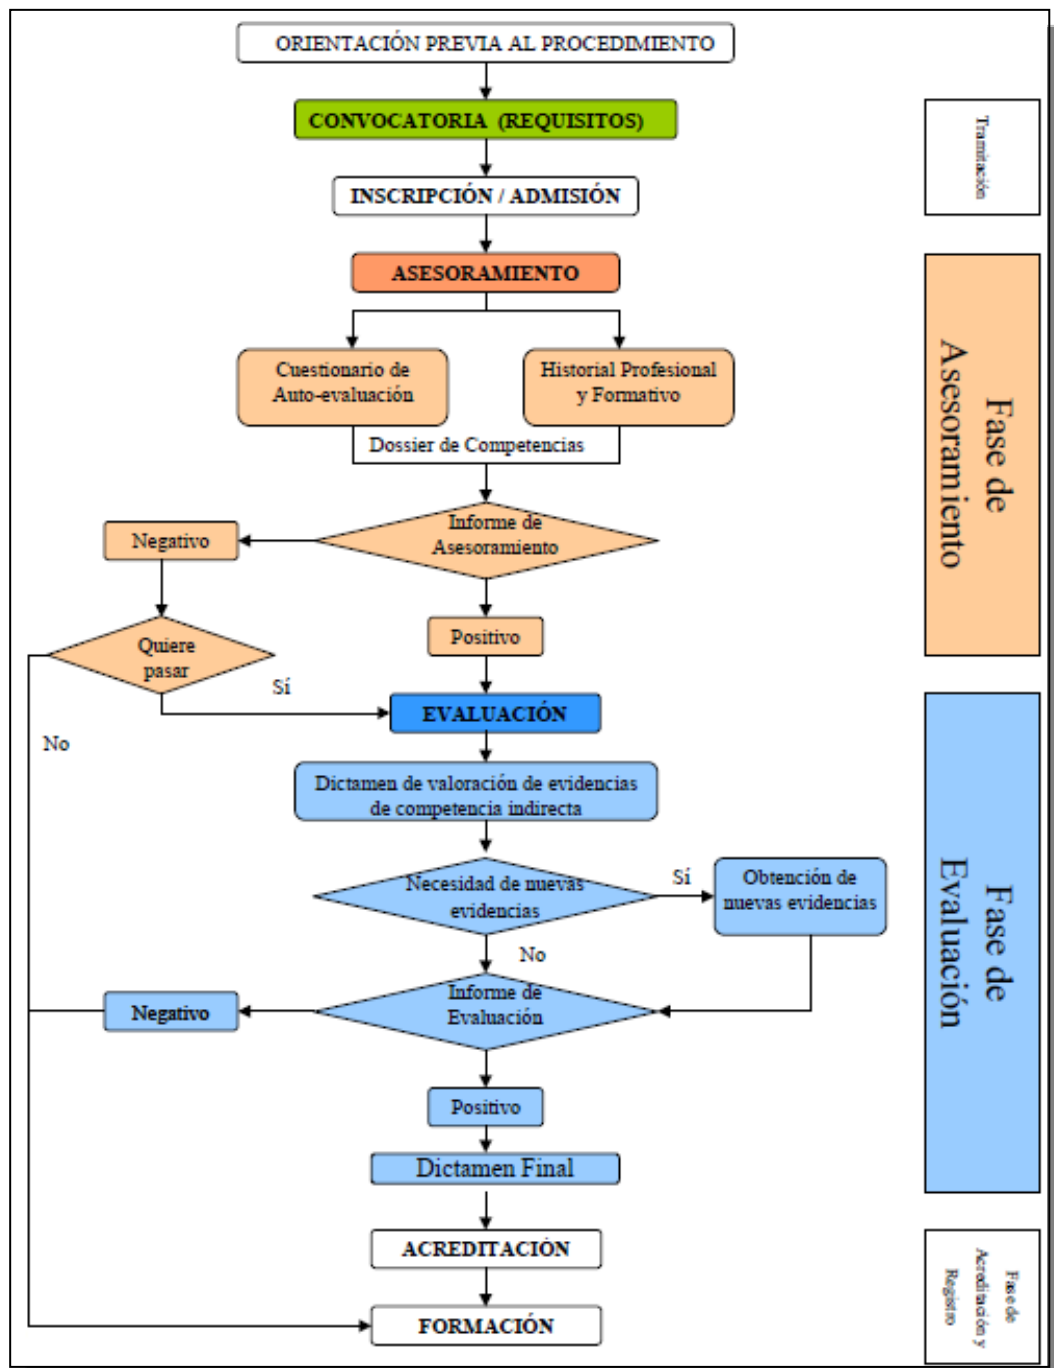 ORIENTACIÓN PREVIA AL PROCEDIMIENTO
CONVOCATORIA (REQUISITOS)
Tramitación
INSCRIPCIÓN / ADMISIÓN
ASESORAMIENTO
Cuestionario de
Auto-evaluación
Historial Profesional
y Formativo
Dossier de Competencias
Fase de
Asesoramiento
Informe de
Asesoramiento
Negativo
Positivo
Quiere
pasar
Sí
No
EVALUACIÓN
Dictamen de valoración de evidencias
de competencia indirecta
Necesidad de nuevas
evidencias
Sí
Obtención de
nuevas evidencias
No
Fase de
Evaluación
Informe de
Evaluación
Negativo
Positivo
Dictamen Final
ACREDITACIÓN
FORMACIÓN
Fase de
Acreditación y
Registro